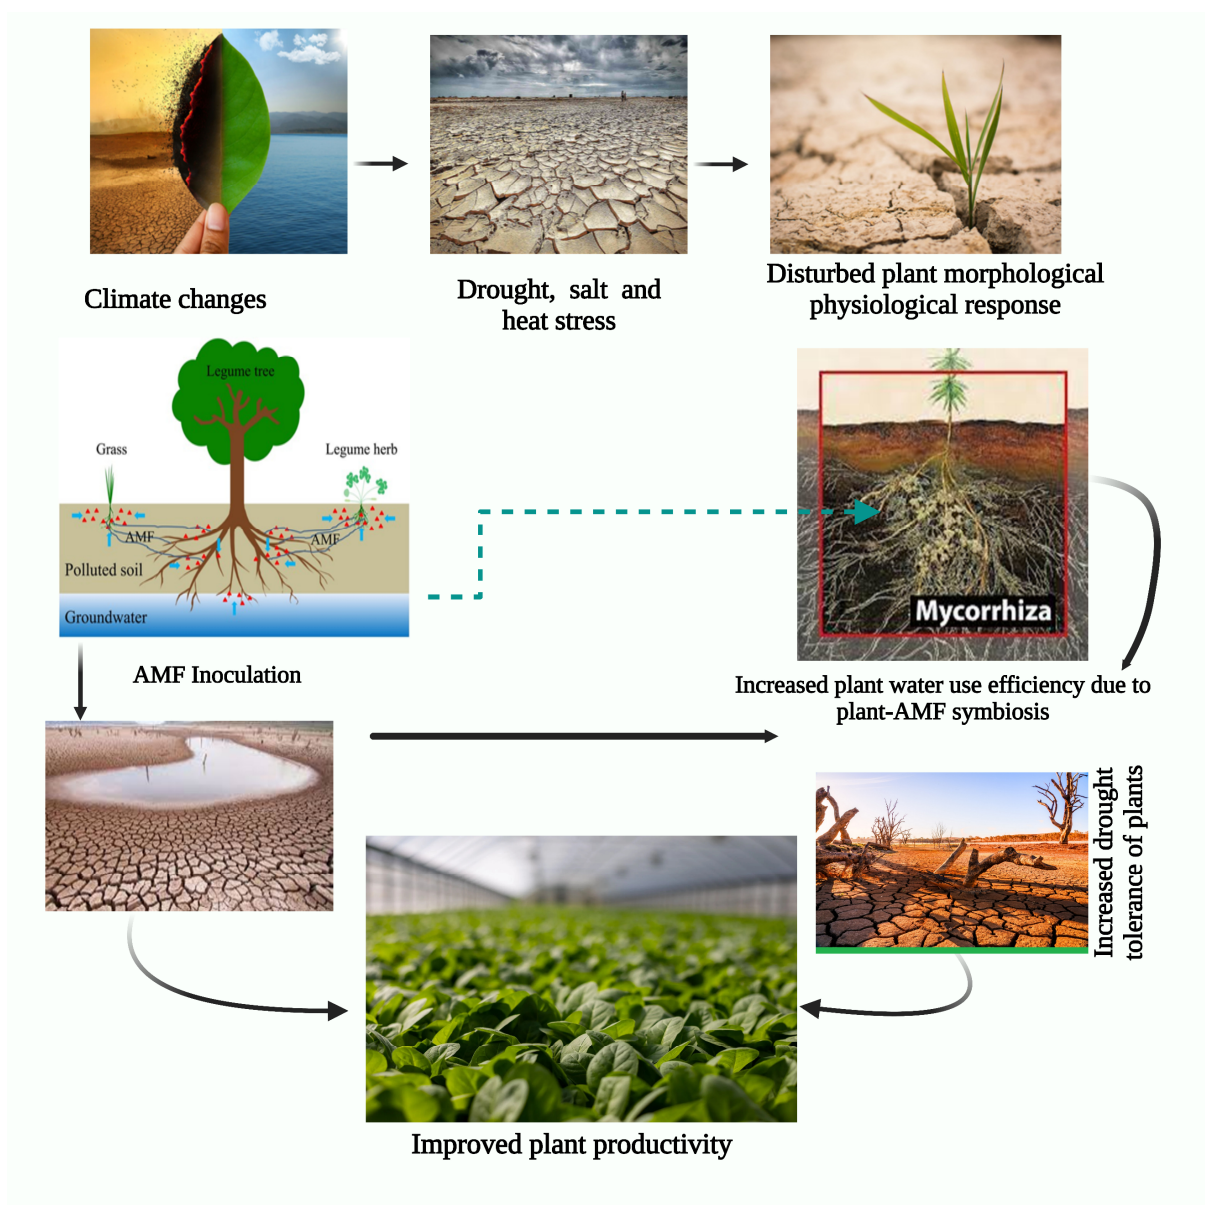 Climate changes
Drought, salt and
heat stress
Disturbed plant morphological
physiological response
Legume tree
Grass
Legume herb
AMF
AMF
Polluted soil
Groundwater
AMF Inoculation
Mycorrhiza
Increased plant water use efficiency due to
plant-AMF symbiosis
Increased drought
tolerance of plants
Improved plant productivity